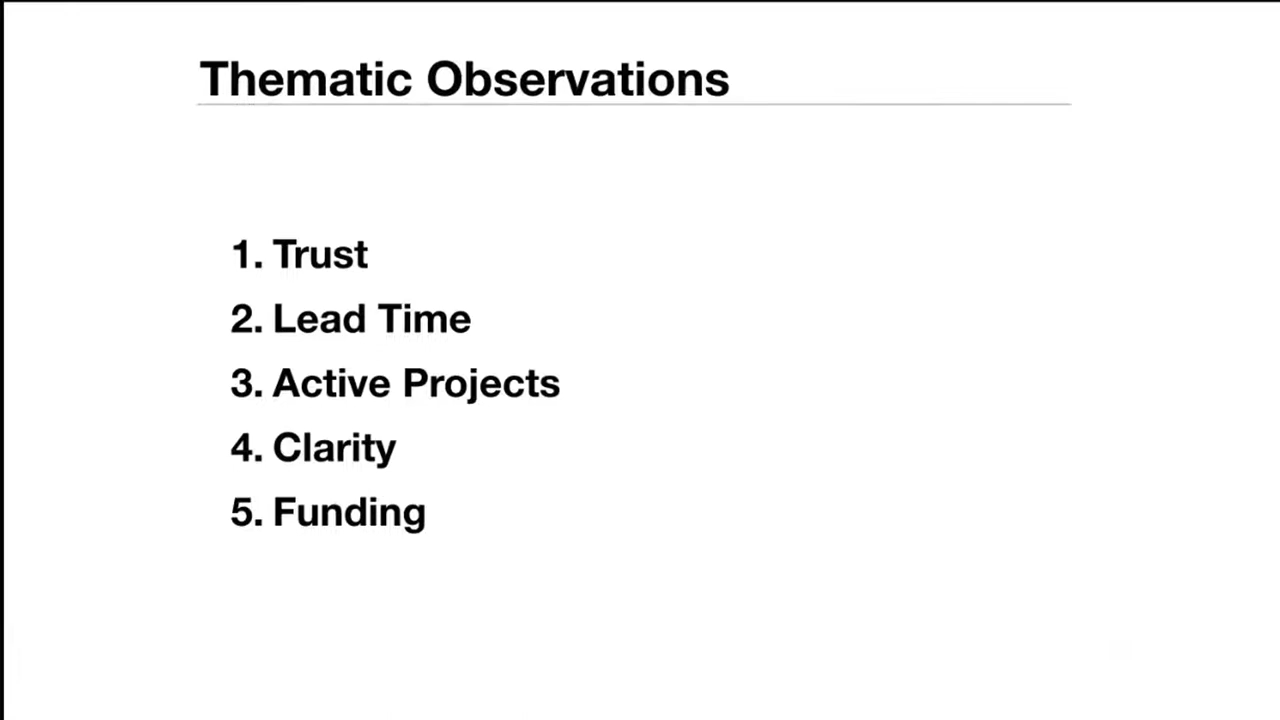 Thematic Observations
1. Trust
2. Lead Time
3. Active Projects
4. Clarity
5. Funding